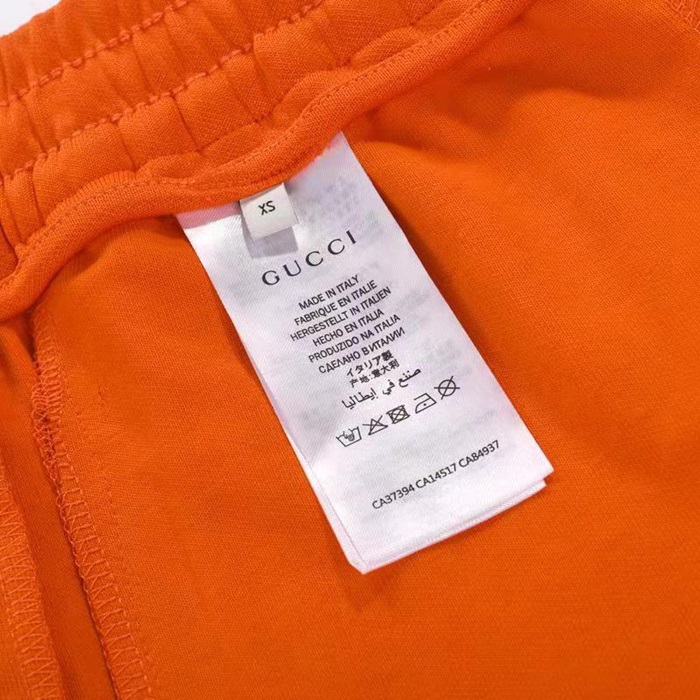 XS
GUCCI
MADE IN ITALY
FABRIQUE EN ITALIE
HERGESTELLT IN ITALIEN
HECHO EN ITALIA
PRODUZIDO NA ITALIA
СДЕЛАНО В ИТАЛИИ
イタリア製
产地:意大利
صنع في إيطاليا
CA37394 CA14517 CA84937